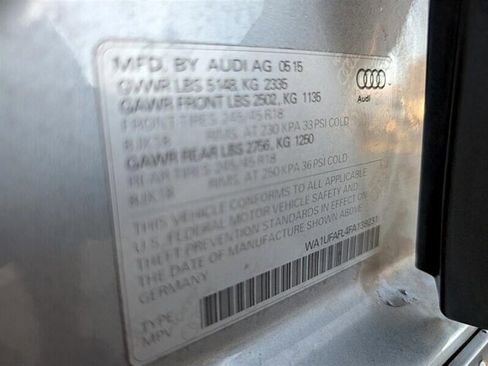 MFD. BY AUDI AG 05 15
GVWR LBS 5148, KG 2335
GAWR FRONT LBS 2502, KG 1135
FRONT TIRES 245/45 R18
8JX18 RIMS AT 230 KPA 33 PSI COLD
GAWR REAR LBS 2756, KG 1250
REAR TIRES 245/45 R18
8JX18 RIMS AT 250 KPA 36 PSI COLD
THIS VEHICLE CONFORMS TO ALL APPLICABLE
U.S. FEDERAL MOTOR VEHICLE SAFETY AND
THEFT PREVENTION STANDARDS IN EFFECT ON
THE DATE OF MANUFACTURE SHOWN ABOVE.
GERMANY
WA1UFAFL4FA138931
TYPE:
MPV
Audi